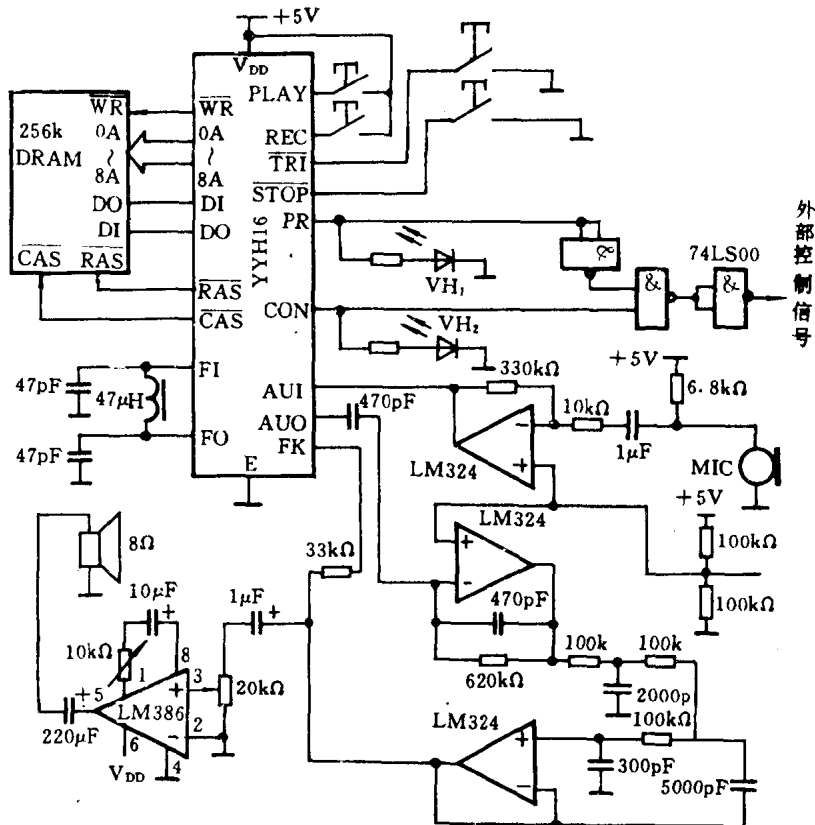 +5V
VDD
PLAY
REC
TRI
STOP
PR
CON
AUI
AUO
FK
E
YYH16
WR
0A
~
8A
DI
DO
RAS
CAS
FI
FO
256k
DRAM
WR
0A
~
8A
DO
DI
CAS
RAS
47pF
47μH
47pF
VH₁
VH₂
&
&
&
74LS00
外部控制信号
330kΩ
10kΩ
1μF
+5V
6.8kΩ
MIC
LM324
470pF
+5V
100kΩ
100kΩ
LM324
470pF
620kΩ
100k
100k
2000p
100kΩ
300pF
5000pF
LM324
33kΩ
1μF
+
20kΩ
8Ω
10μF
+
10kΩ
1
8
3
2
+5
LM386
220μF
6
4
VDD